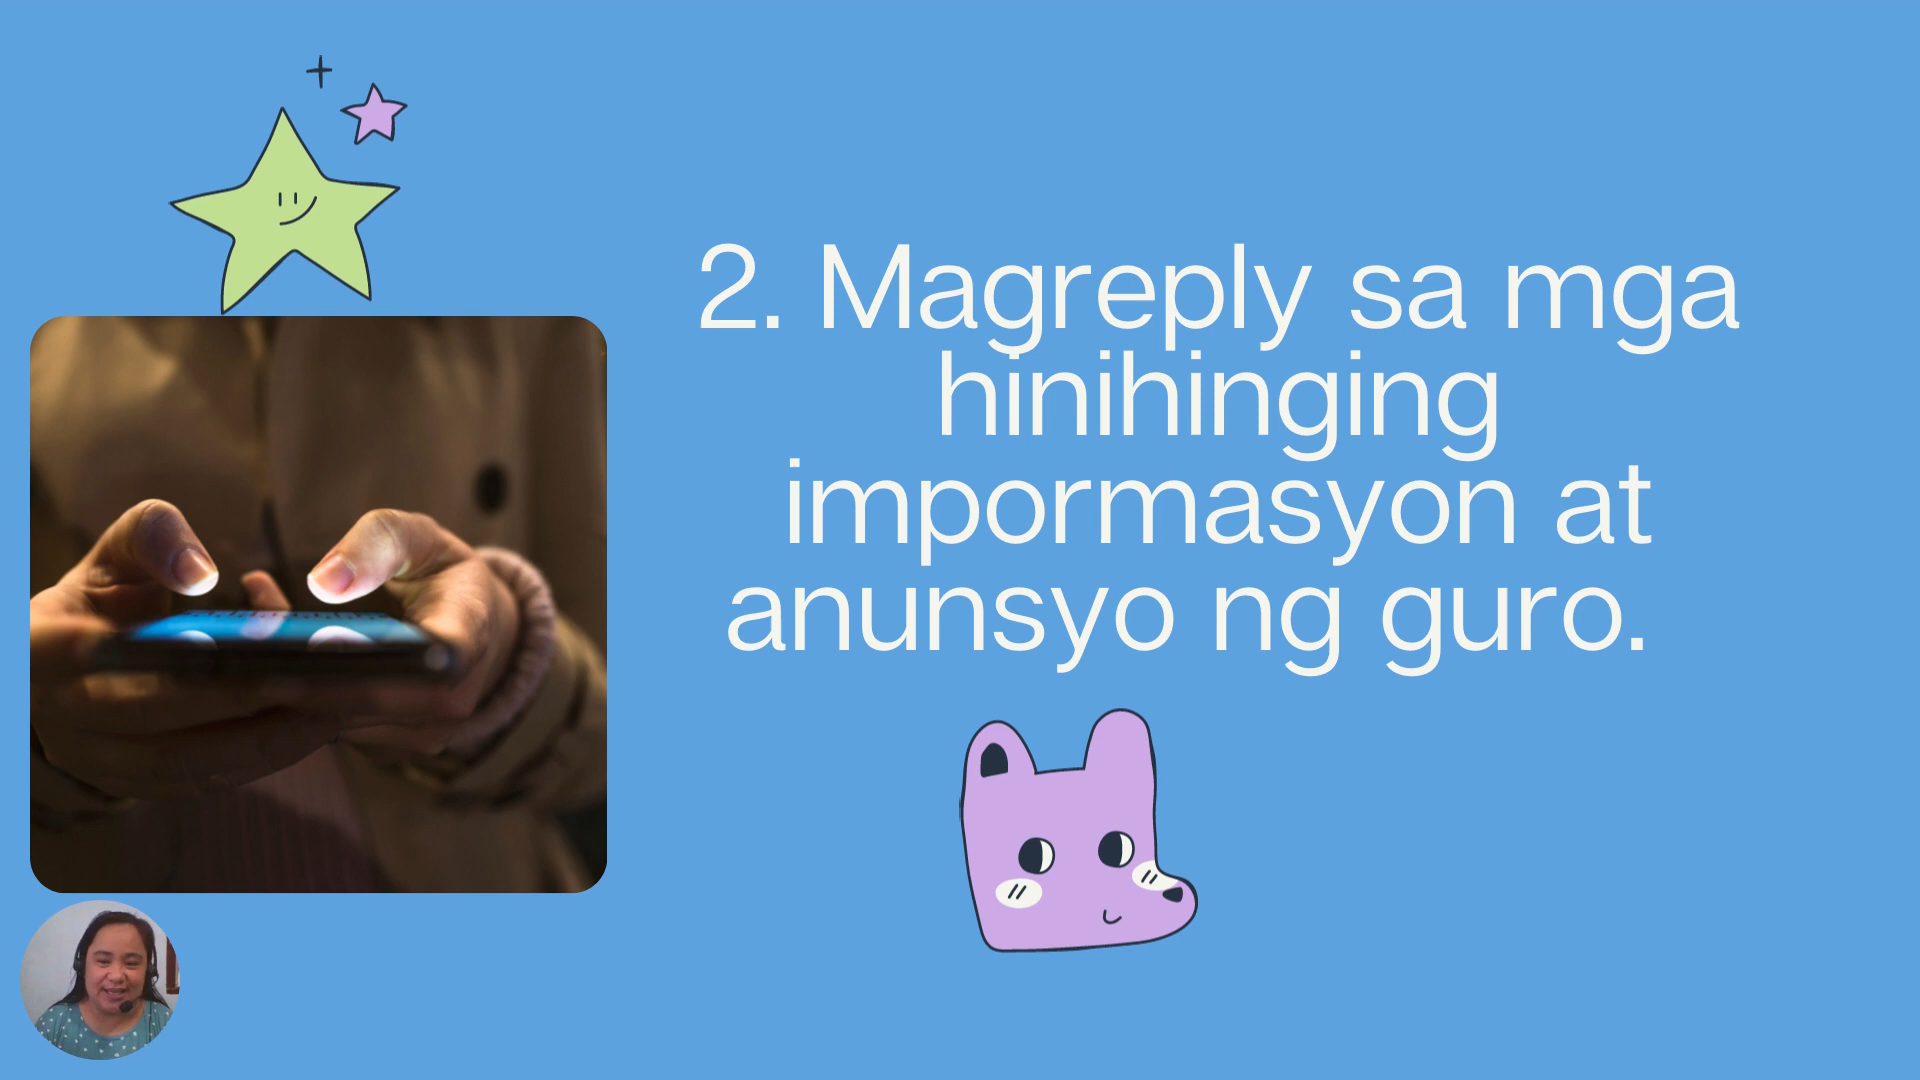 2. Magreply sa mga
hinihinging
impormasyon at
anunsyo ng guro.